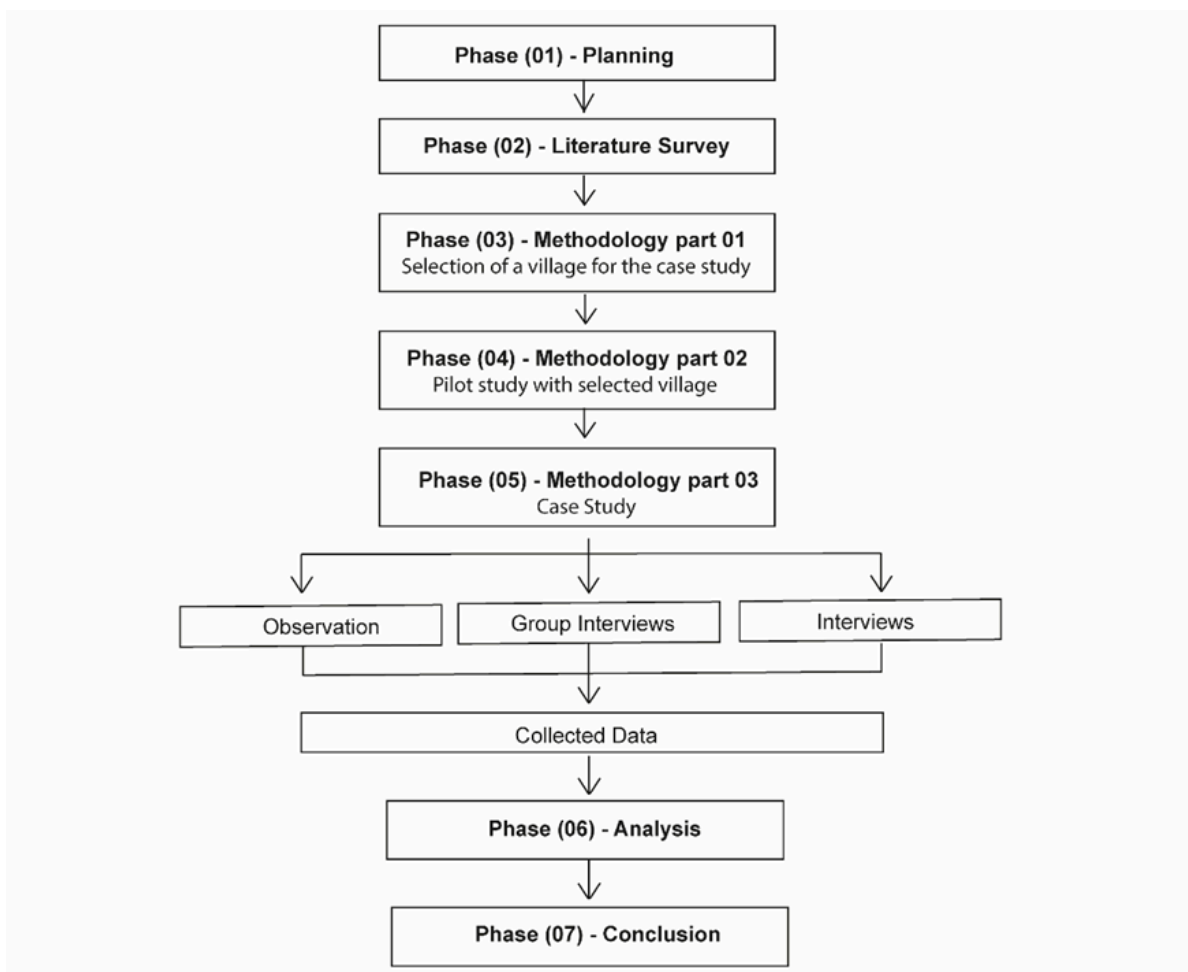 Phase (01) - Planning
Phase (02) - Literature Survey
Phase (03) - Methodology part 01
Selection of a village for the case study
Phase (04) - Methodology part 02
Pilot study with selected village
Phase (05) - Methodology part 03
Case Study
Observation
Group Interviews
Interviews
Collected Data
Phase (06) - Analysis
Phase (07) - Conclusion